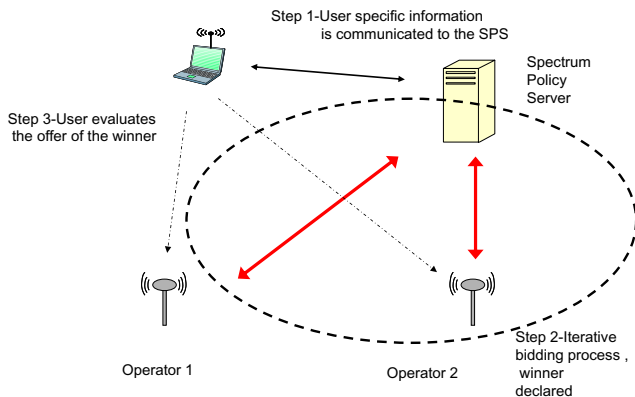 Step 1-User specific information
is communicated to the SPS
Spectrum
Policy
Server
Step 3-User evaluates
the offer of the winner
Step 2-Iterative
bidding process ,
winner
declared
Operator 1
Operator 2